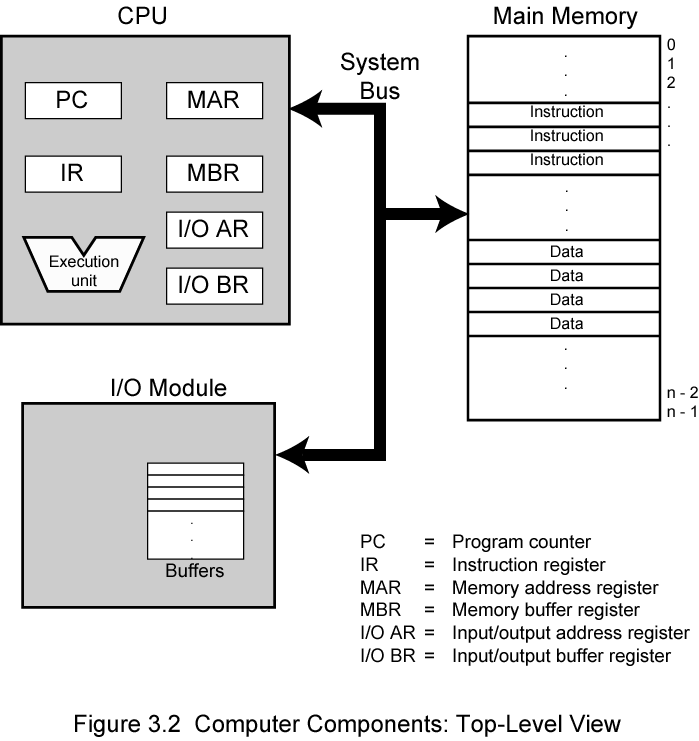 CPU
PC
MAR
IR
MBR
I/O AR
Execution
unit
I/O BR
System
Bus
Main Memory
0
1
2
.
.
.
.
.
.
Instruction
Instruction
Instruction
.
.
.
Data
Data
Data
Data
.
.
.
n - 2
n - 1
I/O Module
.
.
.
Buffers
PC = Program counter
IR = Instruction register
MAR = Memory address register
MBR = Memory buffer register
I/O AR = Input/output address register
I/O BR = Input/output buffer register
Figure 3.2 Computer Components: Top-Level View